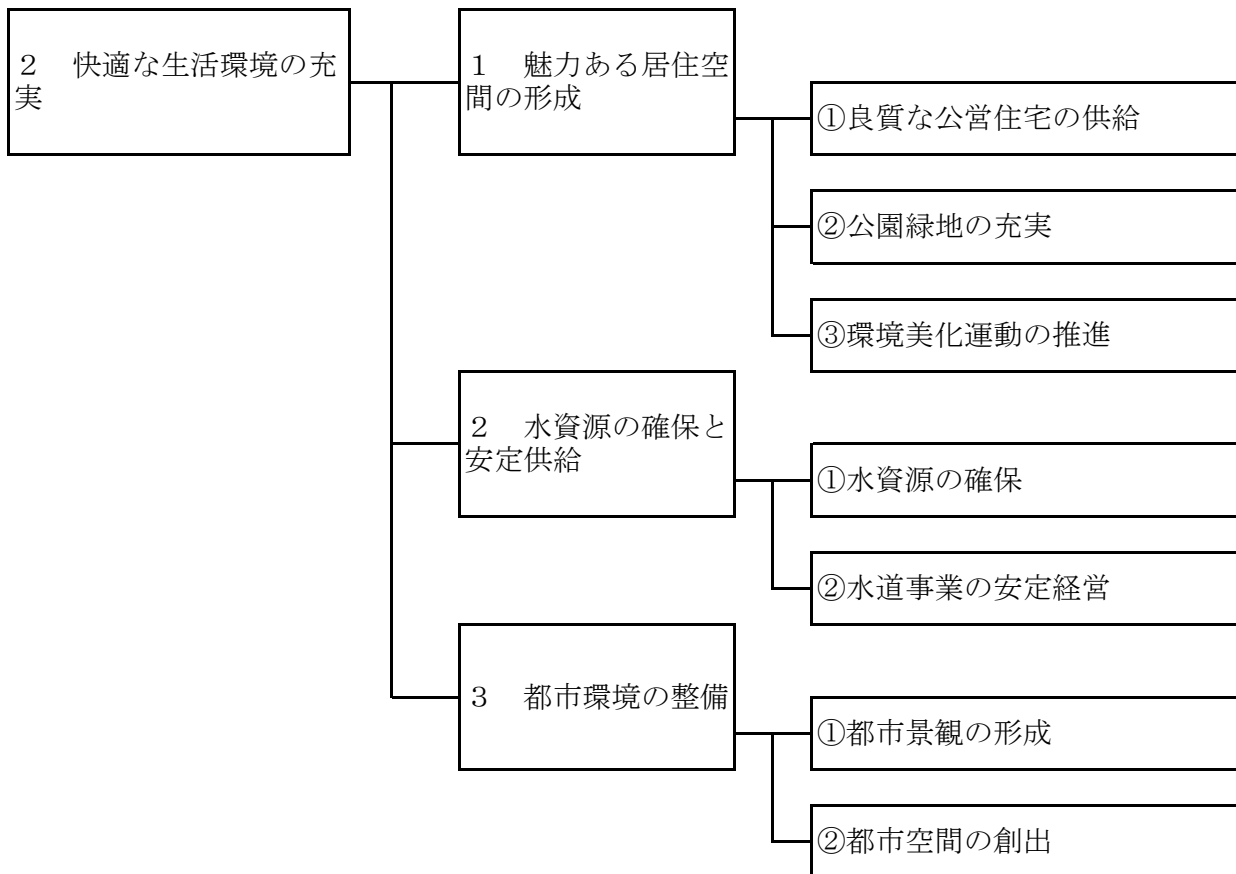 ２　快適な生活環境の充
実
１　魅力ある居住空
間の形成
①良質な公営住宅の供給
②公園緑地の充実
③環境美化運動の推進
２　水資源の確保と
安定供給
①水資源の確保
②水道事業の安定経営
３　都市環境の整備
①都市景観の形成
②都市空間の創出